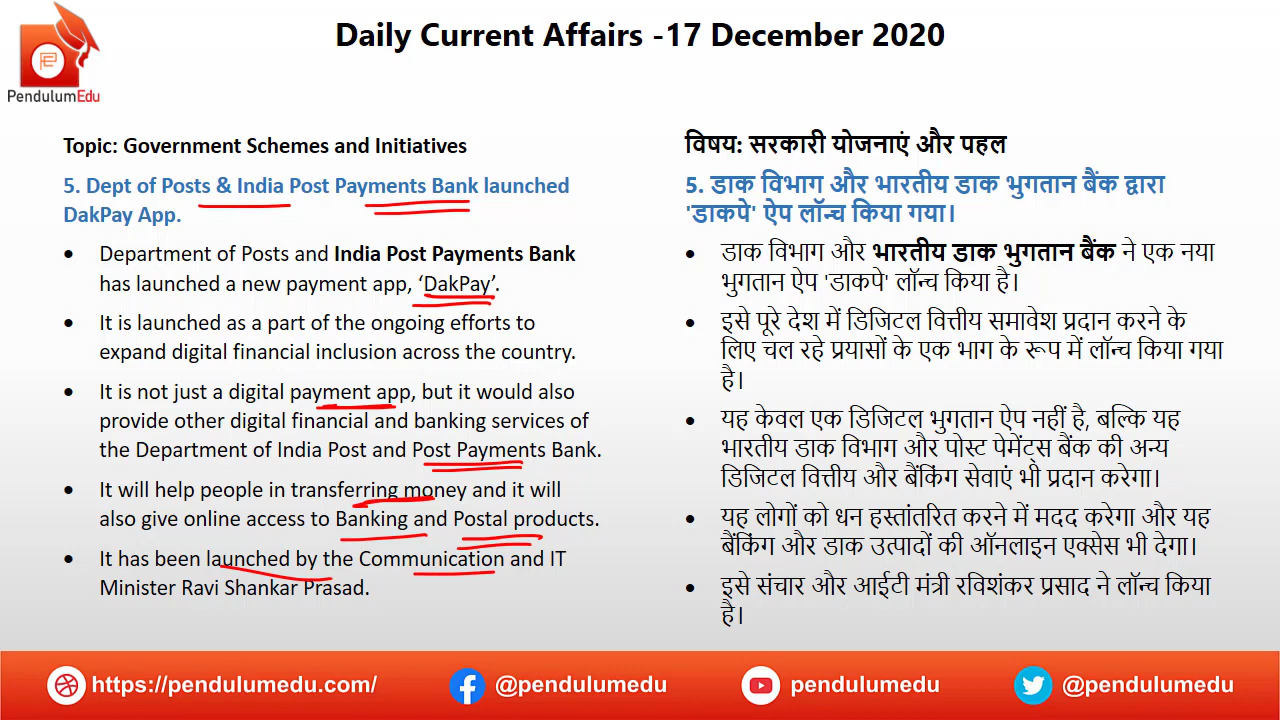 Daily Current Affairs -17 December 2020
PendulumEdu
Topic: Government Schemes and Initiatives
5. Dept of Posts & India Post Payments Bank launched
DakPay App.
• Department of Posts and India Post Payments Bank
has launched a new payment app, ‘DakPay’.
• It is launched as a part of the ongoing efforts to
expand digital financial inclusion across the country.
• It is not just a digital payment app, but it would also
provide other digital financial and banking services of
the Department of India Post and Post Payments Bank.
• It will help people in transferring money and it will
also give online access to Banking and Postal products.
• It has been launched by the Communication and IT
Minister Ravi Shankar Prasad.
विषय: सरकारी योजनाएं और पहल
5. डाक विभाग और भारतीय डाक भुगतान बैंक द्वारा
'डाकपे' ऐप लॉन्च किया गया।
• डाक विभाग और भारतीय डाक भुगतान बैंक ने एक नया
भुगतान ऐप 'डाकपे' लॉन्च किया है।
• इसे पूरे देश में डिजिटल वित्तीय समावेश प्रदान करने के
लिए चल रहे प्रयासों के एक भाग के रूप में लॉन्च किया गया
है।
• यह केवल एक डिजिटल भुगतान ऐप नहीं है, बल्कि यह
भारतीय डाक विभाग और पोस्ट पेमेंट्स बैंक की अन्य
डिजिटल वित्तीय और बैंकिंग सेवाएं भी प्रदान करेगा।
• यह लोगों को धन हस्तांतरित करने में मदद करेगा और यह
बैंकिंग और डाक उत्पादों की ऑनलाइन एक्सेस भी देगा।
• इसे संचार और आईटी मंत्री रविशंकर प्रसाद ने लॉन्च किया
है।
https://pendulumedu.com/
@pendulumedu
pendulumedu
@pendulumedu